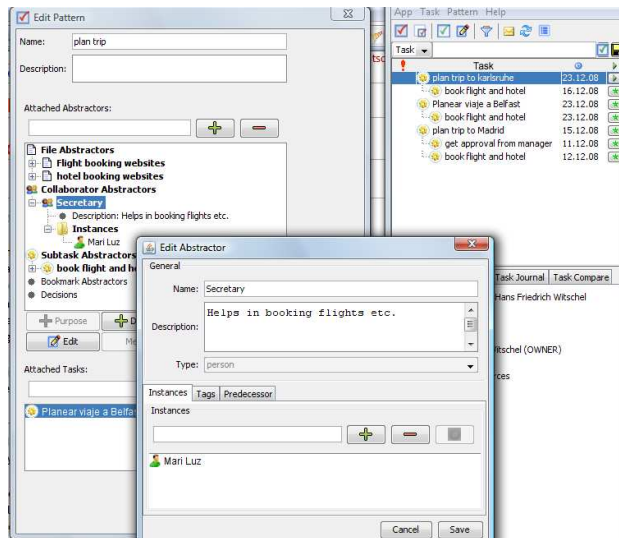 Edit Pattern
Name: plan trip
Description:
Attached Abstractors:
File Abstractors
Flight booking websites
hotel booking websites
Collaborator Abstractors
Secretary
Description: Helps in booking flights etc.
Instances
Mari Luz
Subtask Abstractors
book flight and h
Bookmark Abstractors
Decisions
Purpose
D
Edit
Me
Attached Tasks:
Planear viaje a Belfa
App Task Pattern Help
Task
Task
plan trip to karlsruhe 23.12.08
book flight and hotel 16.12.08
Planear viaje a Belfast 23.12.08
book flight and hotel 23.12.08
plan trip to Madrid 15.12.08
get approval from manager 11.12.08
book flight and hotel 12.12.08
Task Journal Task Compare
Hans Friedrich Witschel
itschel (OWNER)
rces
Edit Abstractor
General
Name: Secretary
Description: Helps in booking flights etc.
Type: person
Instances Tags Predecessor
Instances
Mari Luz
Cancel Save